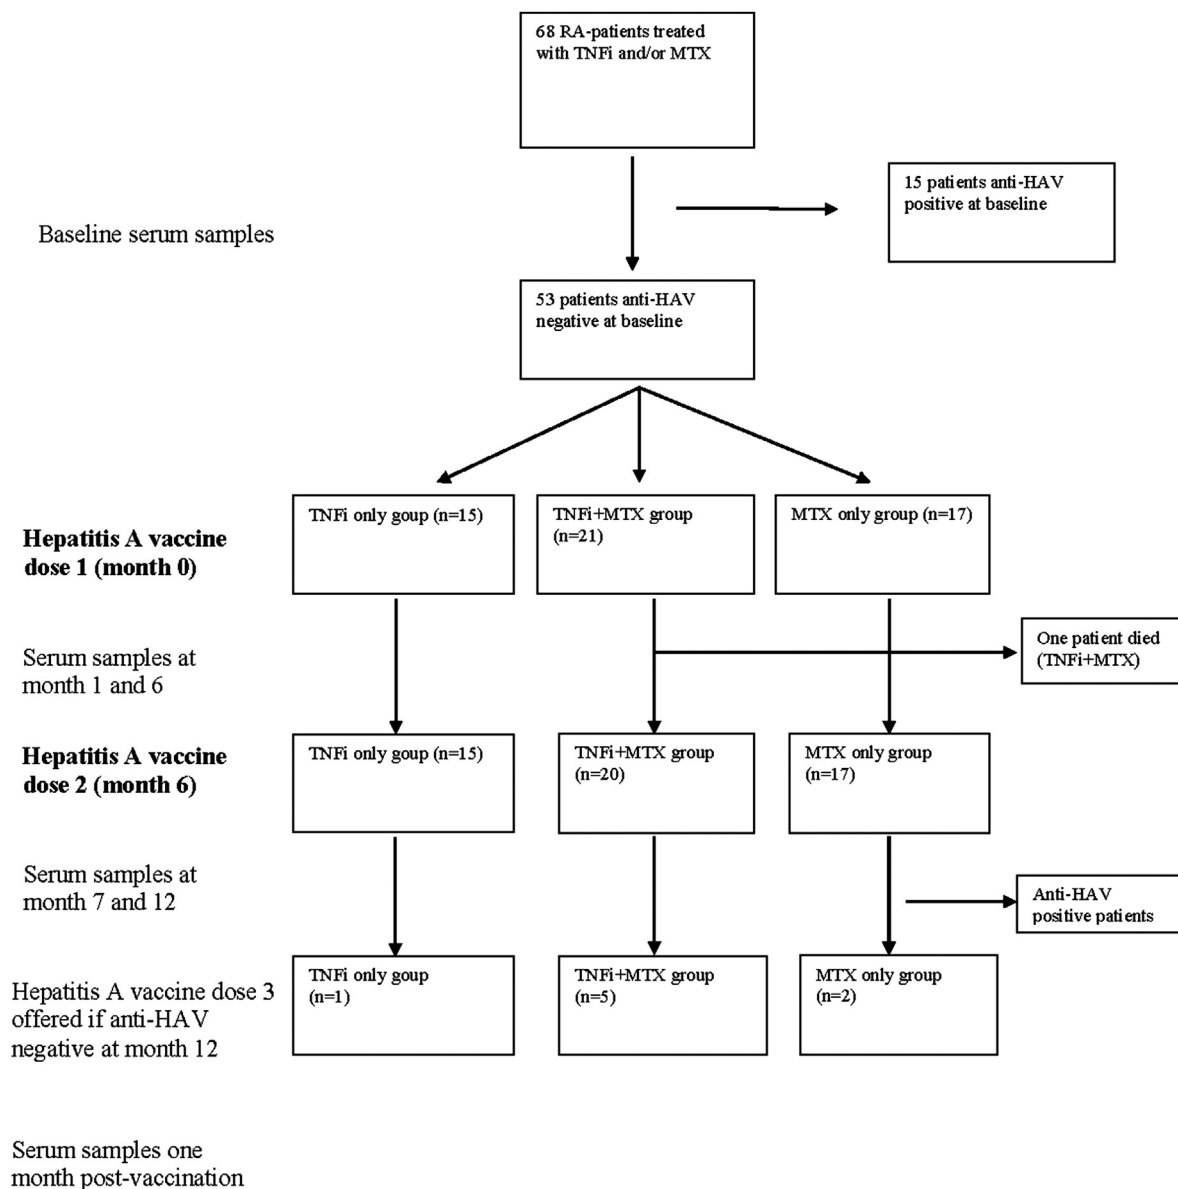 68 RA-patients treated
with TNFi and/or MTX
15 patients anti-HAV
positive at baseline
Baseline serum samples
53 patients anti-HAV
negative at baseline
TNFi only goup (n=15)
TNFi+MTX group
(n=21)
MTX only group (n=17)
Hepatitis A vaccine
dose 1 (month 0)
Serum samples at
month 1 and 6
One patient died
(TNFi+MTX)
Hepatitis A vaccine
dose 2 (month 6)
TNFi only goup (n=15)
TNFi+MTX group
(n=20)
MTX only group
(n=17)
Serum samples at
month 7 and 12
Anti-HAV
positive patients
Hepatitis A vaccine dose 3
offered if anti-HAV
negative at month 12
TNFi only goup
(n=1)
TNFi+MTX group
(n=5)
MTX only group
(n=2)
Serum samples one
month post-vaccination